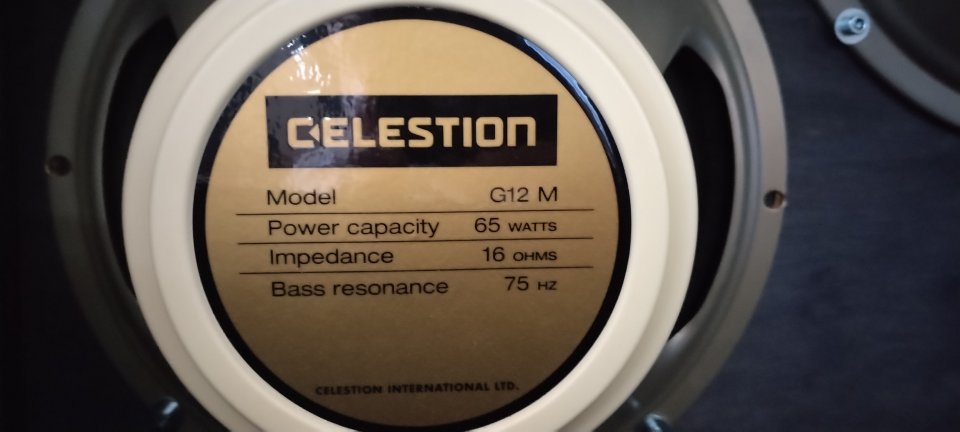 CELESTION
Model G12 M
Power capacity 65 WATTS
Impedance 16 OHMS
Bass resonance 75 HZ
CELESTION INTERNATIONAL LTD.